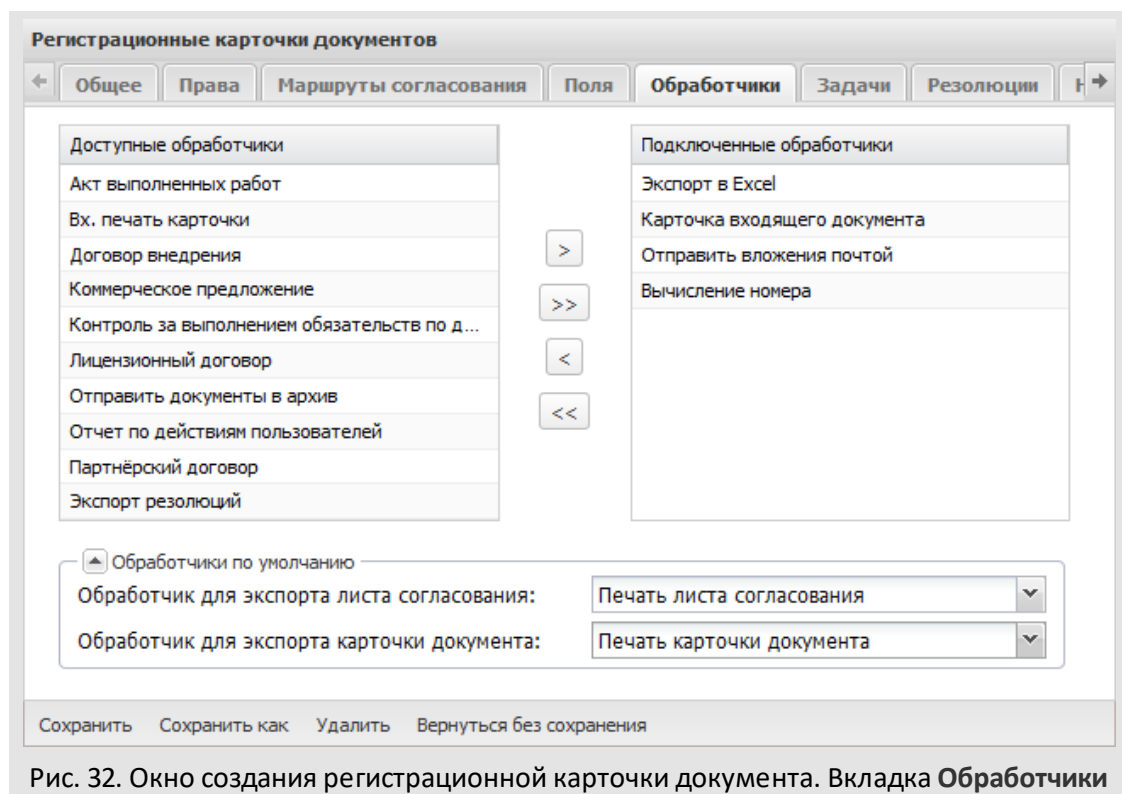 Регистрационные карточки документов
Общее Права Маршруты согласования Поля Обработчики Задачи Резолюции
Доступные обработчики
Акт выполненных работ
Вх. печать карточки
Договор внедрения
Коммерческое предложение
Контроль за выполнением обязательств по д...
Лицензионный договор
Отправить документы в архив
Отчет по действиям пользователей
Партнёрский договор
Экспорт резолюций
>
>>
<
<<
Подключенные обработчики
Экспорт в Excel
Карточка входящего документа
Отправить вложения почтой
Вычисление номера
Обработчики по умолчанию
Обработчик для экспорта листа согласования: Печать листа согласования
Обработчик для экспорта карточки документа: Печать карточки документа
Сохранить Сохранить как Удалить Вернуться без сохранения
Рис. 32. Окно создания регистрационной карточки документа. Вкладка Обработчики